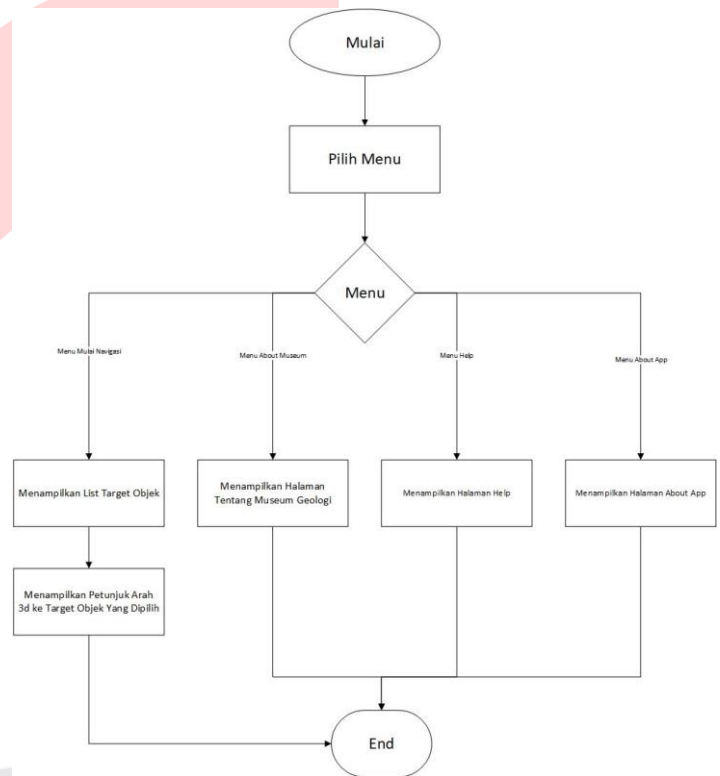 Mulai
Pilih Menu
Menu
Menu Mulai Navigasi
Menu About Museum
Menu Help
Menu About App
Menampilkan List Target Objek
Menampilkan Halaman
Tentang Museum Geologi
Menampilkan Halaman Help
Menampilkan Halaman About App
Menampilkan Petunjuk Arah
3d ke Target Objek Yang Dipilih
End